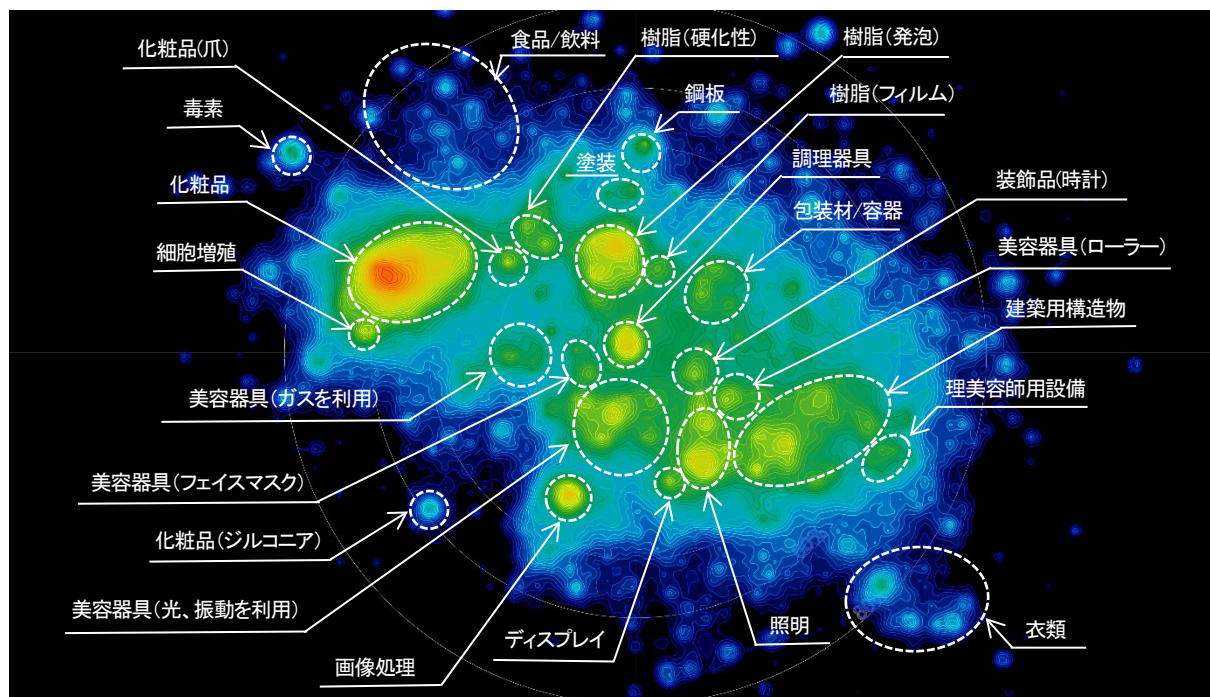 化粧品(爪)
食品/飲料
樹脂(硬化性)
樹脂(発泡)
毒素
鋼板
樹脂(フィルム)
塗装
調理器具
化粧品
装飾品(時計)
包装材/容器
細胞増殖
美容器具(ローラー)
建築用構造物
美容器具(ガスを利用)
理美容師用設備
美容器具(フェイスマスク)
化粧品(ジルコニア)
美容器具(光、振動を利用)
ディスプレイ
照明
衣類
画像処理